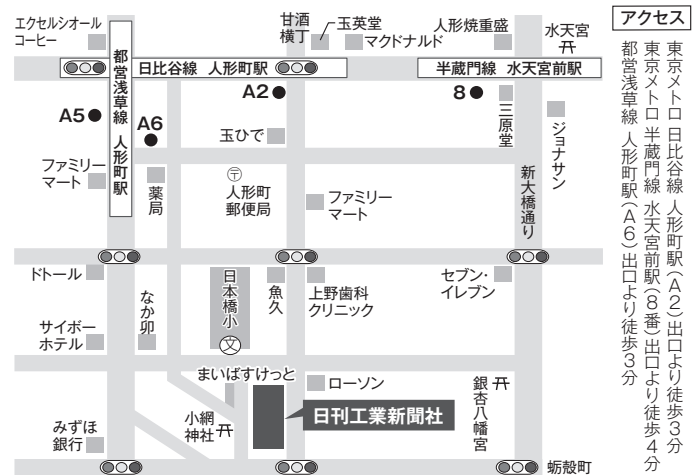 アクセス
東京メトロ 日比谷線 人形町駅(A2)出口より徒歩3分
東京メトロ 半蔵門線 水天宮前駅(8番)出口より徒歩4分
都営浅草線 人形町駅(A6)出口より徒歩3分
エクセルシオール
コーヒー
甘酒
横丁
玉英堂
マクドナルド
人形焼重盛
水天宮
都営浅草線 人形町駅
日比谷線 人形町駅
半蔵門線 水天宮前駅
A5
A6
A2
8
玉ひで
三原堂
ジョナサン
ファミリー
マート
薬局
〒
人形町
郵便局
ファミリー
マート
新大橋通り
ドトール
なか卯
日本橋小
文
魚久
上野歯科
クリニック
セブン-
イレブン
サイボー
ホテル
まいばすけっと
ローソン
銀杏八幡宮
日刊工業新聞社
小網
神社
みずほ
銀行
蛎殻町